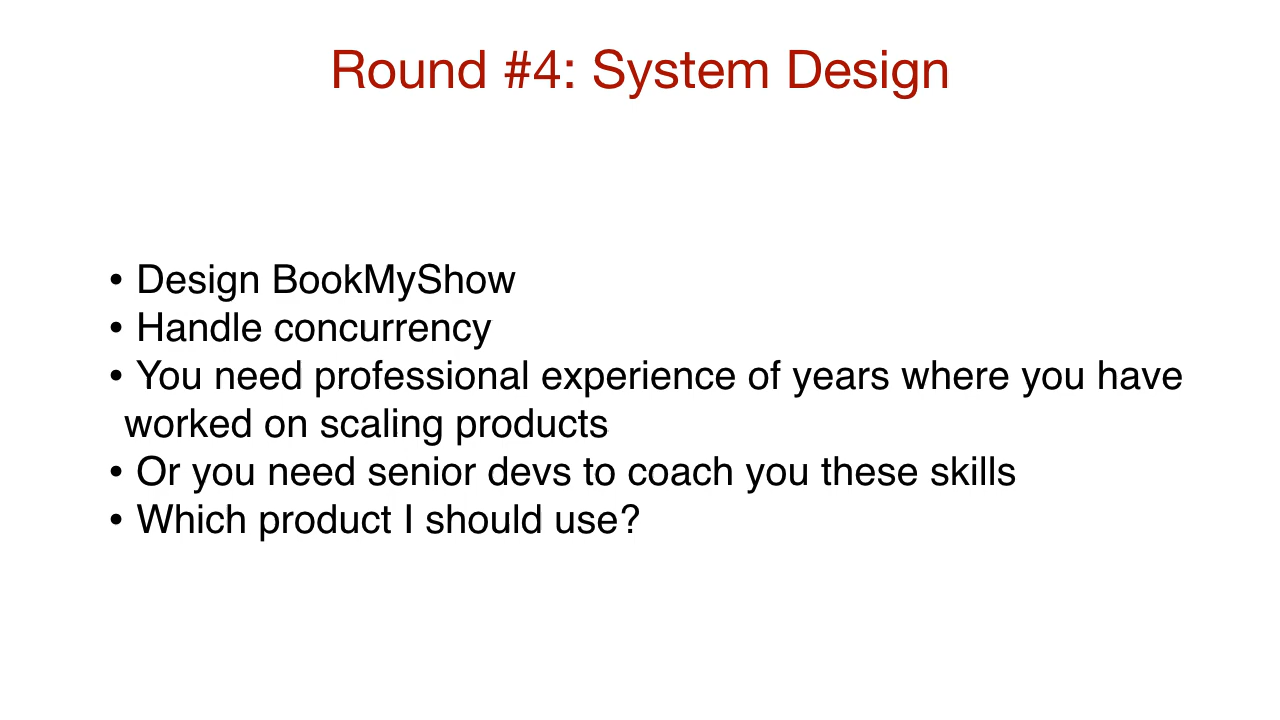 Round #4: System Design
• Design BookMyShow
• Handle concurrency
• You need professional experience of years where you have
worked on scaling products
• Or you need senior devs to coach you these skills
• Which product I should use?